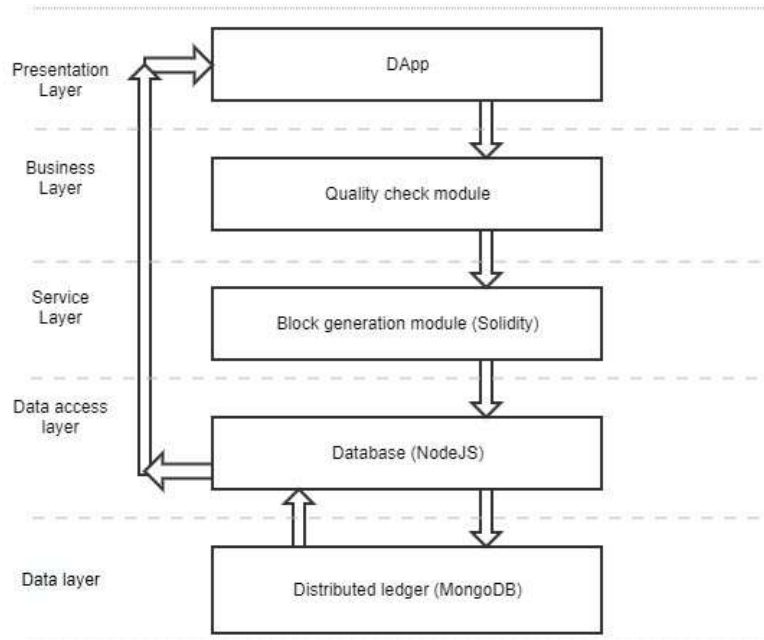 Presentation
Layer
DApp
Business
Layer
Quality check module
Service
Layer
Block generation module (Solidity)
Data access
layer
Database (NodeJS)
Data layer
Distributed ledger (MongoDB)